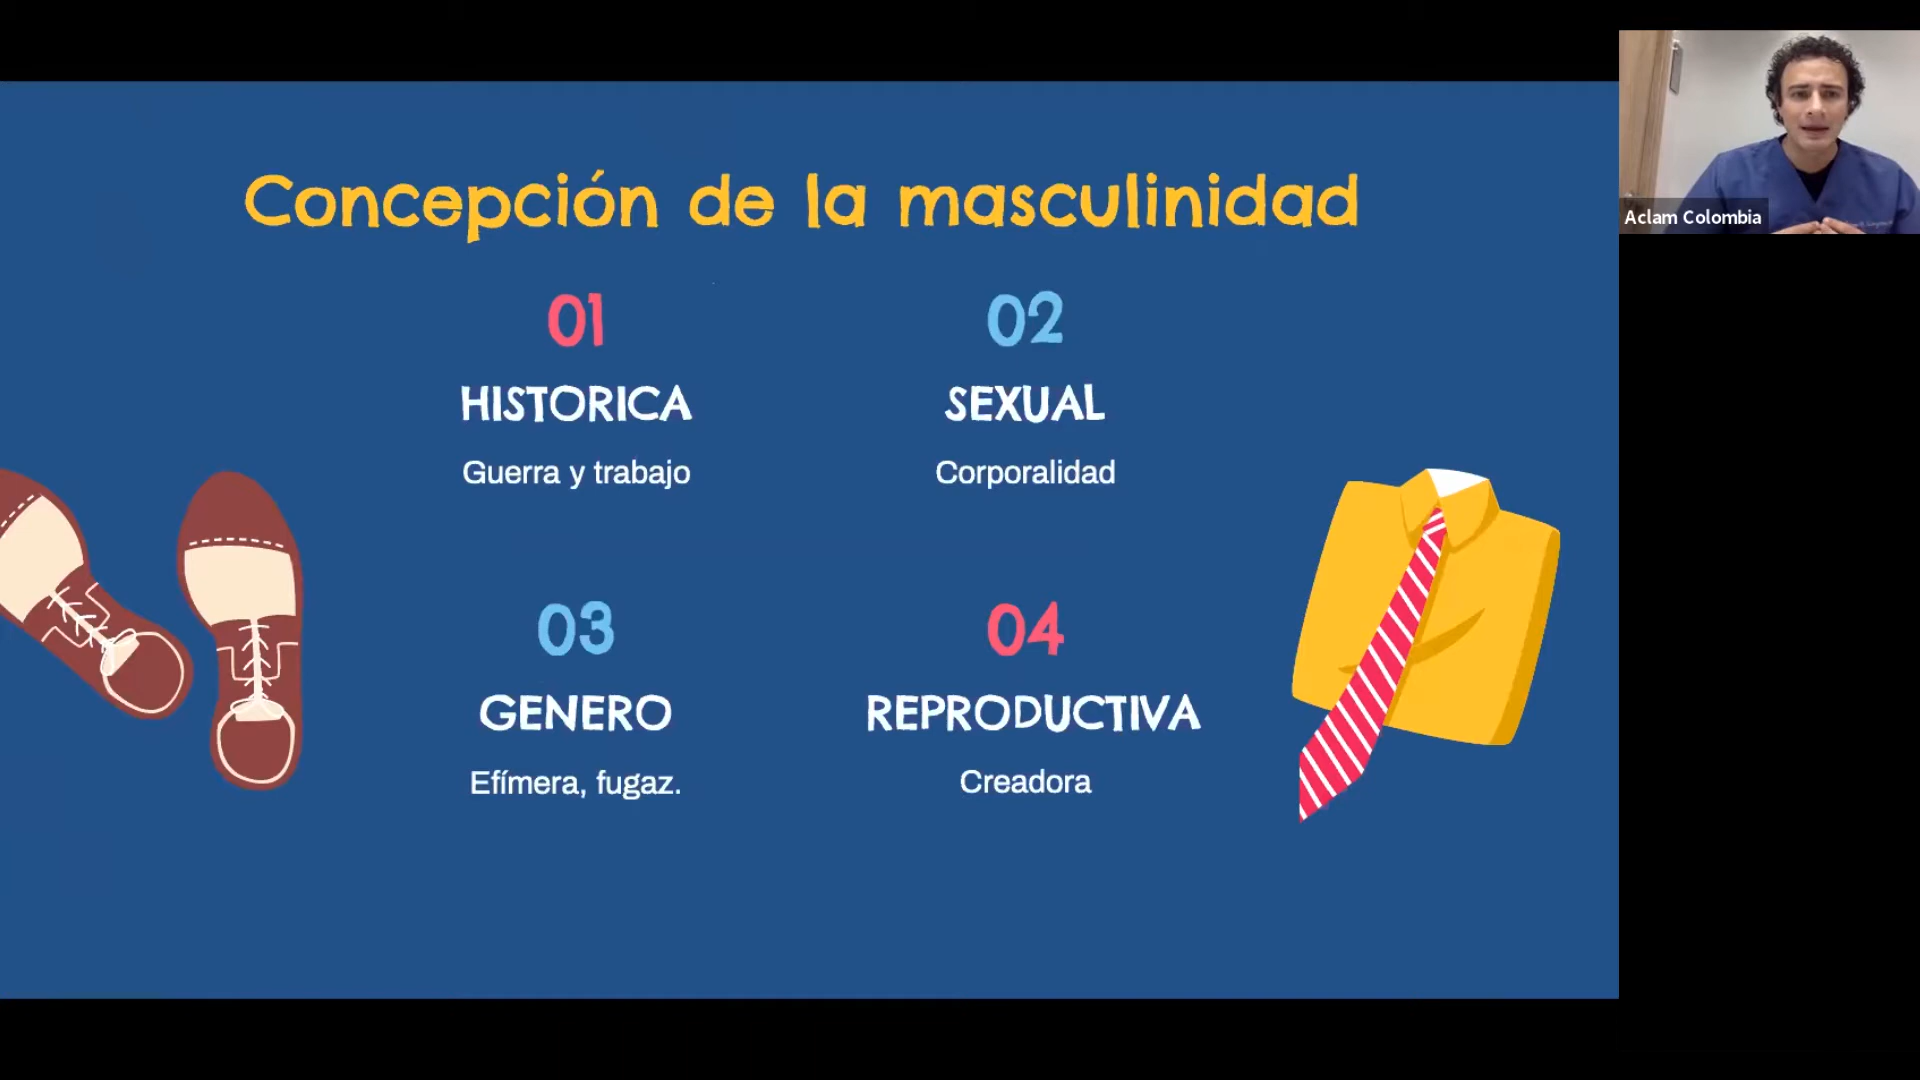 Concepción de la masculinidad
01
HISTORICA
Guerra y trabajo
02
SEXUAL
Corporalidad
03
GENERO
Efímera, fugaz.
04
REPRODUCTIVA
Creadora
Aclam Colombia